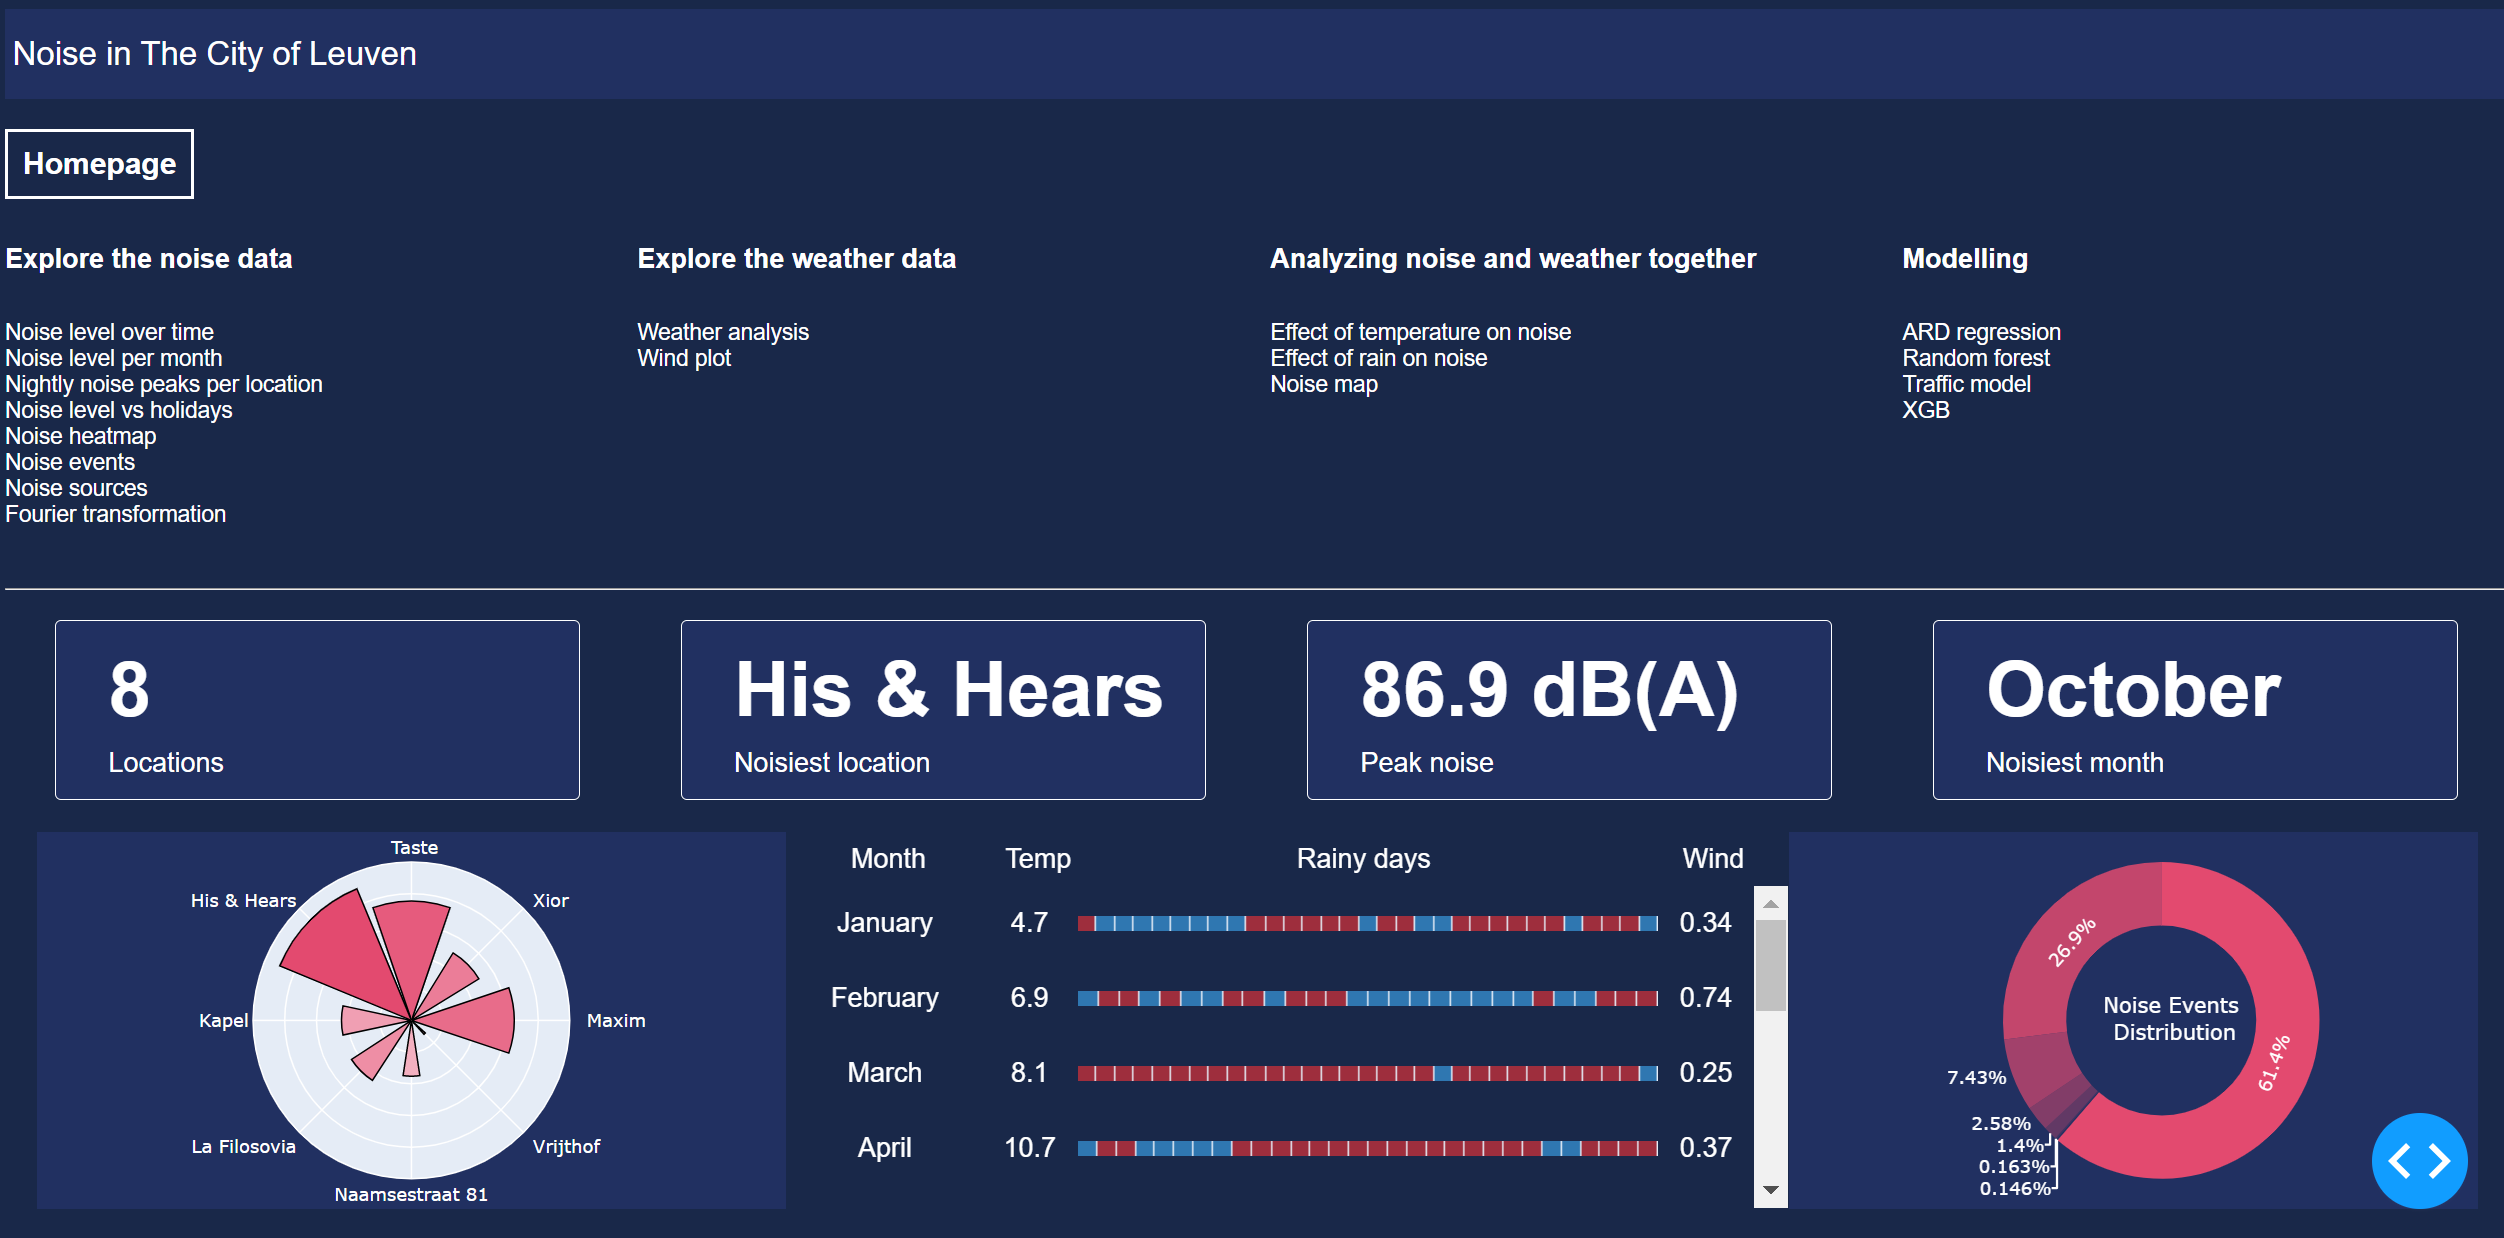 Noise in The City of Leuven
Homepage
Explore the noise data
Noise level over time
Noise level per month
Nightly noise peaks per location
Noise level vs holidays
Noise heatmap
Noise events
Noise sources
Fourier transformation
Explore the weather data
Weather analysis
Wind plot
Analyzing noise and weather together
Effect of temperature on noise
Effect of rain on noise
Noise map
Modelling
ARD regression
Random forest
Traffic model
XGB
8
Locations
His & Hears
Noisiest location
86.9 dB(A)
Peak noise
October
Noisiest month
Taste
His & Hears
Xior
Kapel
Maxim
La Filosovia
Vrijthof
Naamsestraat 81
Month Temp Rainy days Wind
January 4.7 0.34
February 6.9 0.74
March 8.1 0.25
April 10.7 0.37
26.9%
Noise Events
Distribution
61.4%
7.43%
2.58%
1.4%
0.163%
0.146%